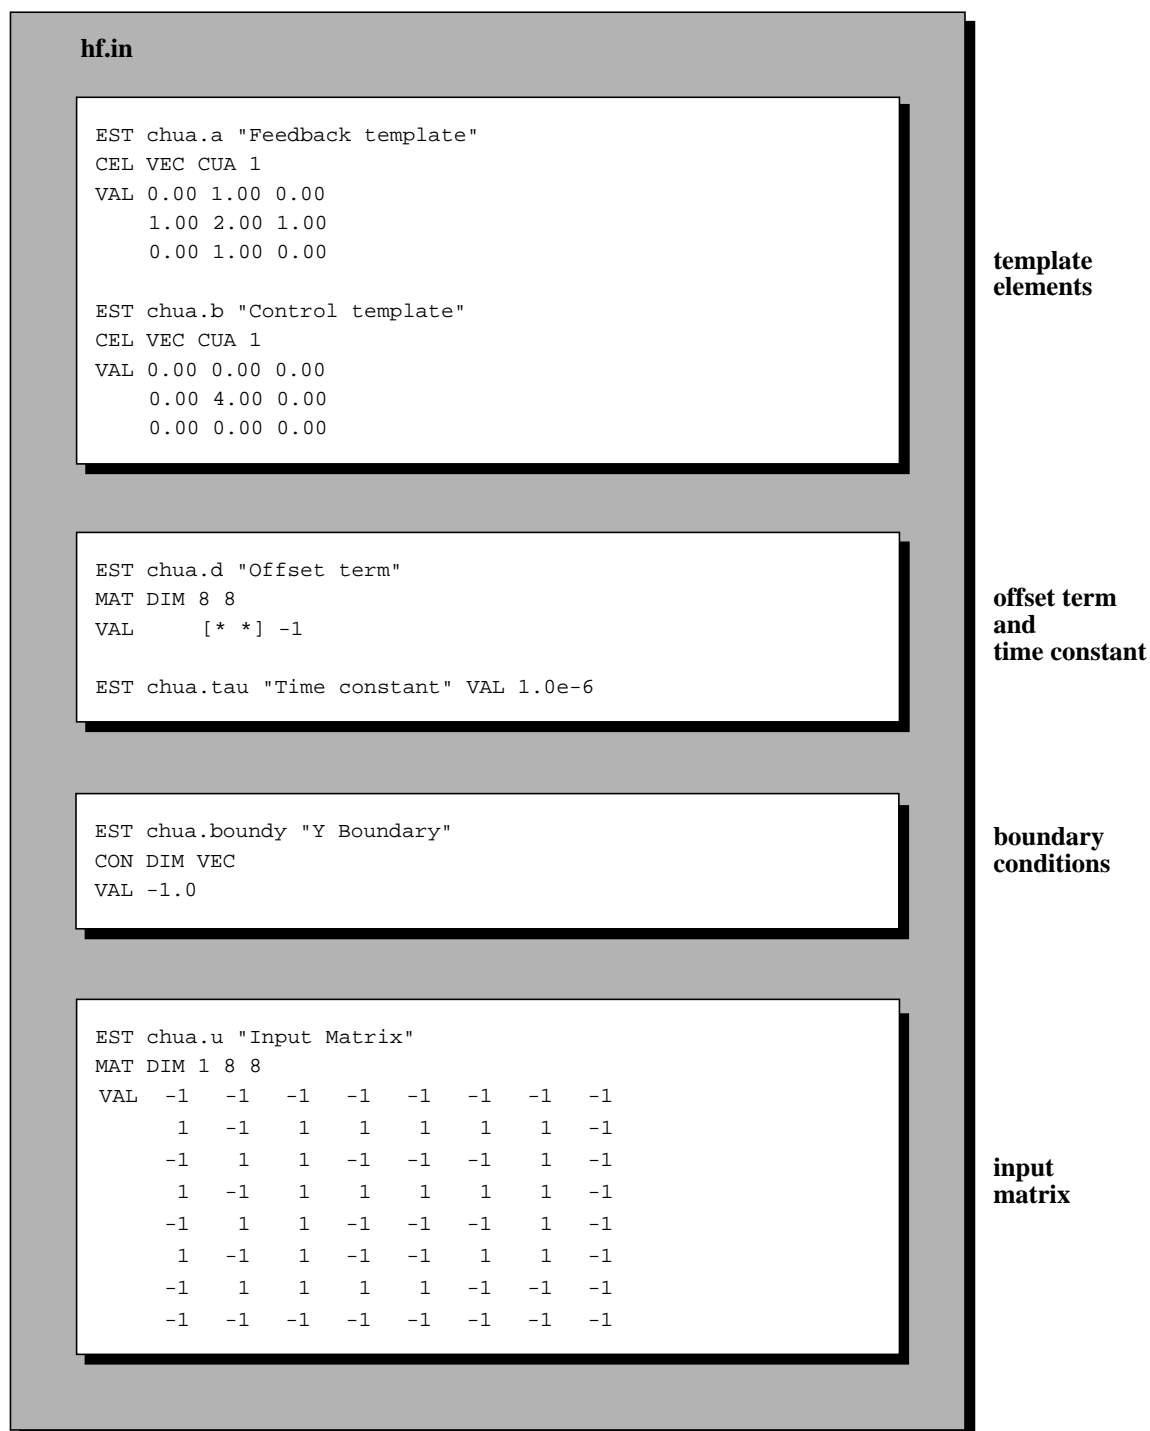 hf.in
EST chua.a "Feedback template"
CEL VEC CUA 1
VAL 0.00 1.00 0.00
1.00 2.00 1.00
0.00 1.00 0.00
EST chua.b "Control template"
CEL VEC CUA 1
VAL 0.00 0.00 0.00
0.00 4.00 0.00
0.00 0.00 0.00
template
elements
EST chua.d "Offset term"
MAT DIM 8 8
VAL [* *] -1
EST chua.tau "Time constant" VAL 1.0e-6
offset term
and
time constant
EST chua.boundy "Y Boundary"
CON DIM VEC
VAL -1.0
boundary
conditions
EST chua.u "Input Matrix"
MAT DIM 1 8 8
VAL -1 -1 -1 -1 -1 -1 -1 -1
1 -1 1 1 1 1 1 -1
-1 1 1 -1 -1 -1 1 -1
1 -1 1 1 1 1 1 -1
-1 1 1 -1 -1 -1 1 -1
1 -1 1 -1 -1 1 1 -1
-1 1 1 1 1 -1 -1 -1
-1 -1 -1 -1 -1 -1 -1 -1
input
matrix